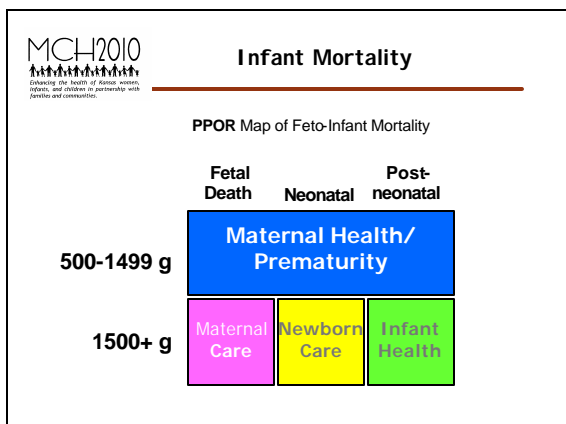 MCH2010
Enhancing the health of Kansas women,
infants, and children in partnership with
families and communities.
Infant Mortality
PPOR Map of Feto-Infant Mortality
Fetal
Death
Neonatal
Post-
neonatal
500-1499 g
Maternal Health/
Prematurity
1500+ g
Maternal
Care
Newborn
Care
Infant
Health